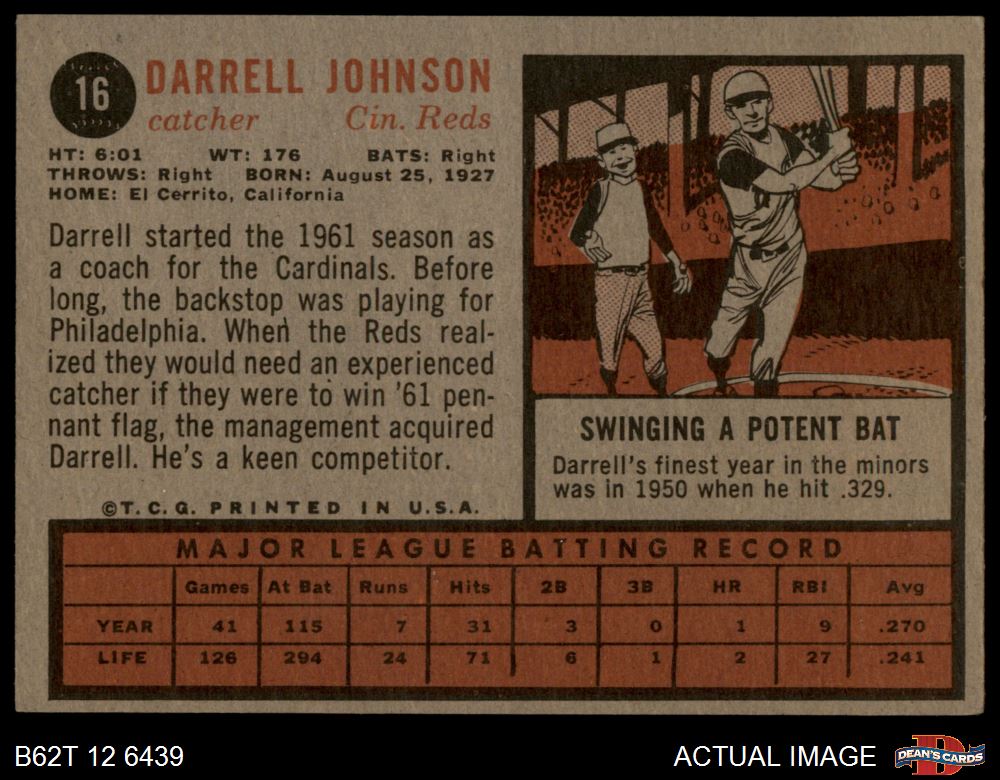 16
DARRELL JOHNSON
catcher Cin. Reds
HT: 6:01 WT: 176 BATS: Right
THROWS: Right BORN: August 25, 1927
HOME: El Cerrito, California
Darrell started the 1961 season as
a coach for the Cardinals. Before
long, the backstop was playing for
Philadelphia. When the Reds real-
ized they would need an experienced
catcher if they were to win '61 pen-
nant flag, the management acquired
Darrell. He's a keen competitor.
©T.C.G. PRINTED IN U.S.A.
SWINGING A POTENT BAT
Darrell's finest year in the minors
was in 1950 when he hit .329.
MAJOR LEAGUE BATTING RECORD
Games At Bat Runs Hits 2B 3B HR RBI Avg
YEAR 41 115 7 31 3 0 1 9 .270
LIFE 126 294 24 71 6 1 2 27 .241
B62T 12 6439
ACTUAL IMAGE
D
DEAN'S CARDS